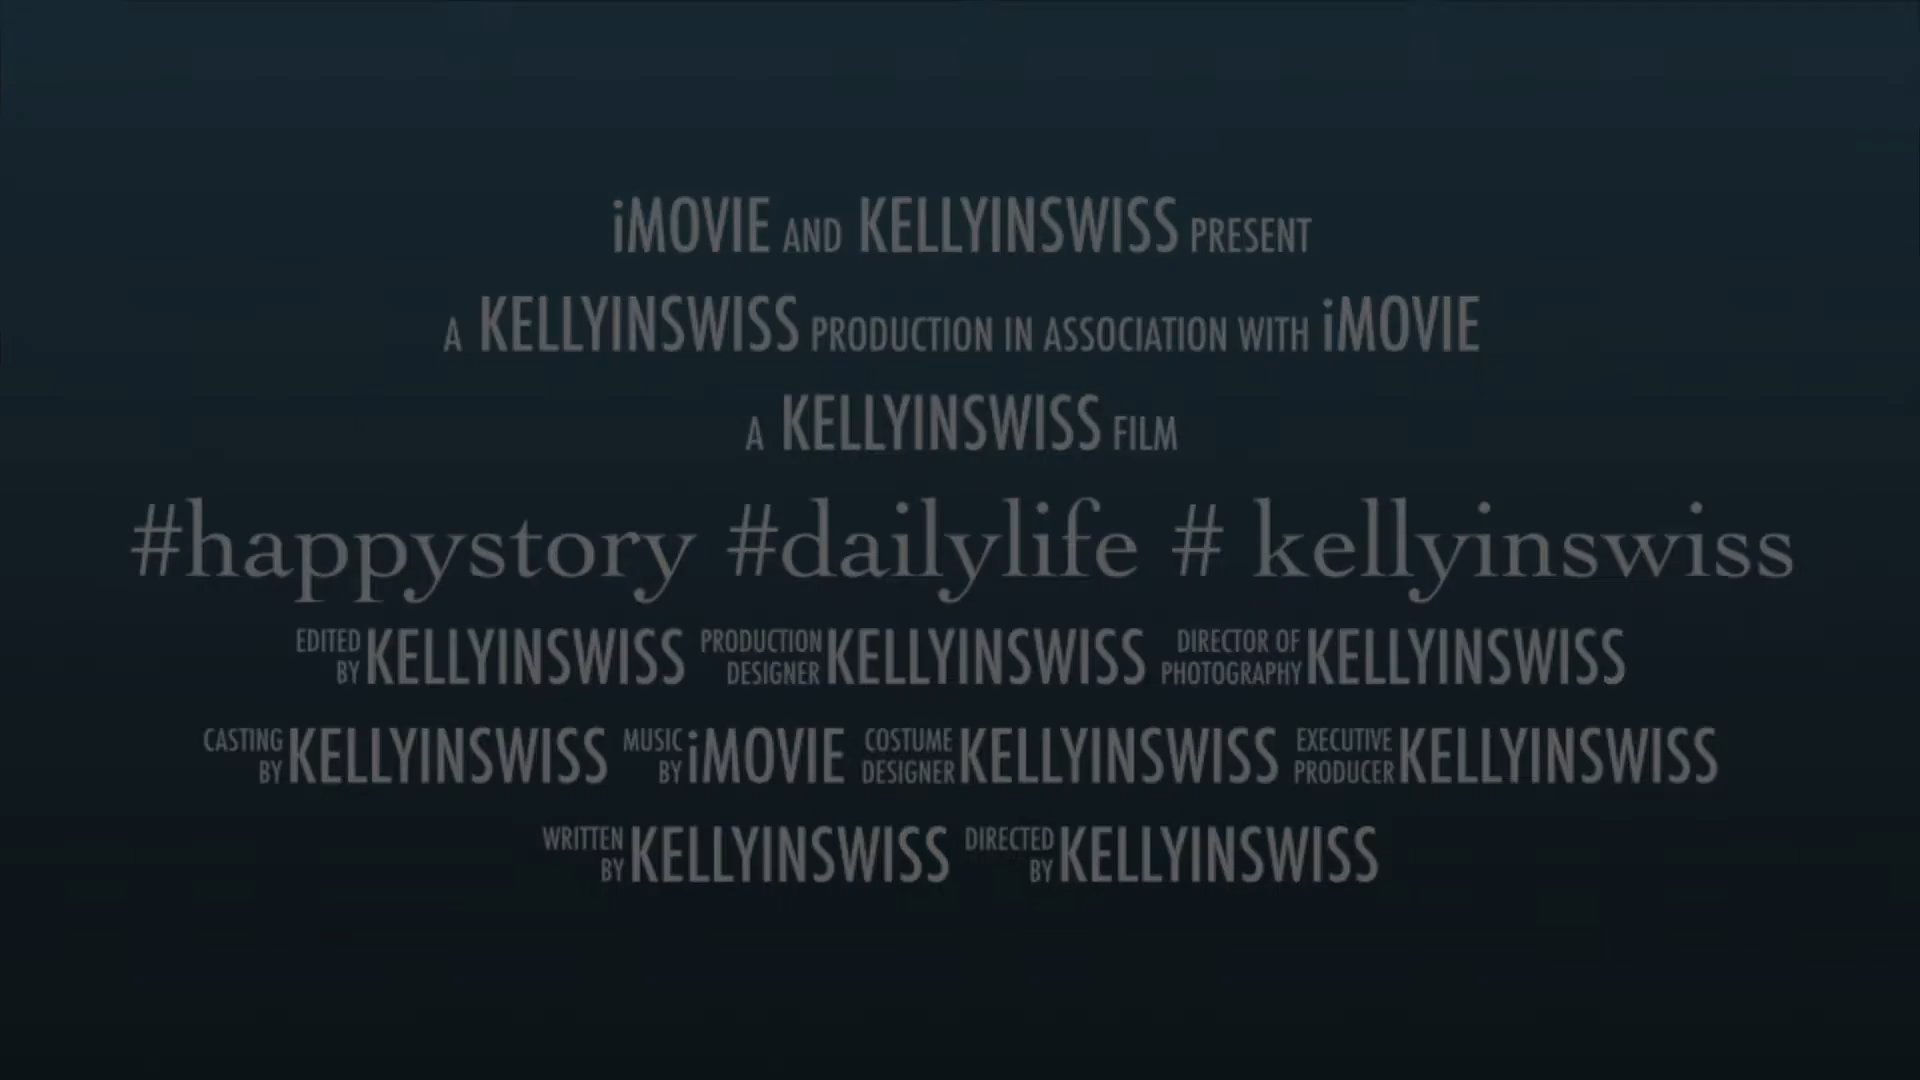 iMOVIE AND KELLYINSWISS PRESENT
A KELLYINSWISS PRODUCTION IN ASSOCIATION WITH iMOVIE
A KELLYINSWISS FILM
#happystory #dailylife # kellyinswiss
EDITED BY KELLYINSWISS PRODUCTION DESIGNER KELLYINSWISS DIRECTOR OF PHOTOGRAPHY KELLYINSWISS
CASTING BY KELLYINSWISS MUSIC BY iMOVIE COSTUME DESIGNER KELLYINSWISS EXECUTIVE PRODUCER KELLYINSWISS
WRITTEN BY KELLYINSWISS DIRECTED BY KELLYINSWISS